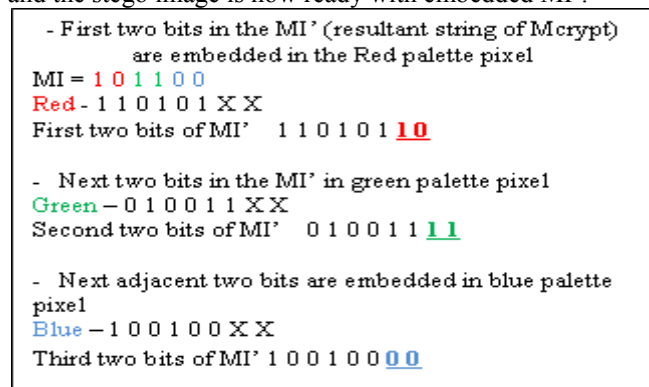 and the stego image is now ready with embedded MI'.
- First two bits in the MI' (resultant string of Mcrypt)
are embedded in the Red palette pixel
MI = 1 0 1 1 0 0
Red - 1 1 0 1 0 1 X X
First two bits of MI' 1 1 0 1 0 1 1 0
- Next two bits in the MI' in green palette pixel
Green – 0 1 0 0 1 1 X X
Second two bits of MI' 0 1 0 0 1 1 1 1
- Next adjacent two bits are embedded in blue palette
pixel
Blue – 1 0 0 1 0 0 X X
Third two bits of MI' 1 0 0 1 0 0 0 0